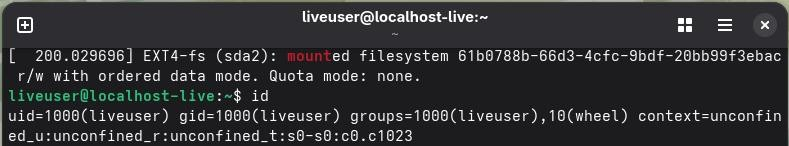 liveuser@localhost-live:~
~
[  200.029696] EXT4-fs (sda2): mounted filesystem 61b0788b-66d3-4cfc-9bdf-20bb99f3ebac
 r/w with ordered data mode. Quota mode: none.
liveuser@localhost-live:~$ id
uid=1000(liveuser) gid=1000(liveuser) groups=1000(liveuser),10(wheel) context=unconfin
ed_u:unconfined_r:unconfined_t:s0-s0:c0.c1023